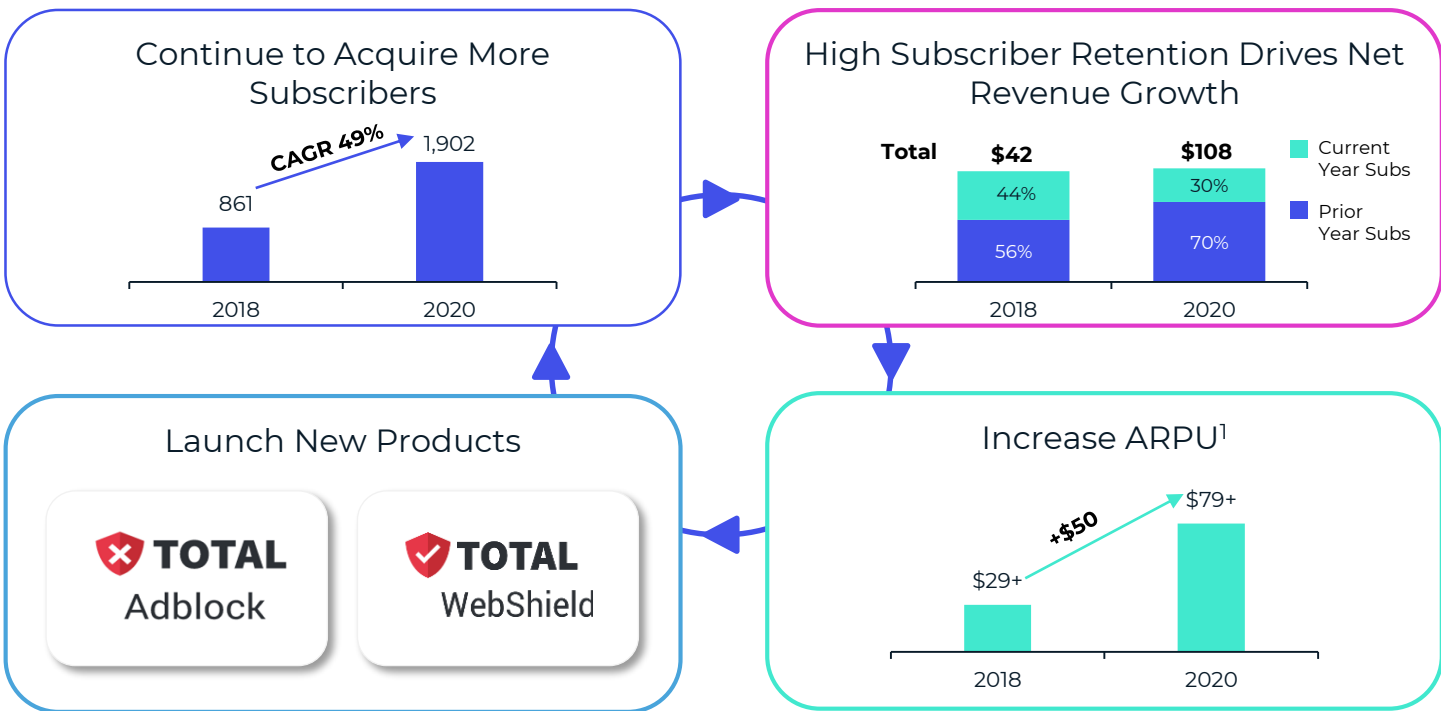 Continue to Acquire More
Subscribers
CAGR 49%
1,902
861
2018
2020
High Subscriber Retention Drives Net
Revenue Growth
Total
$42
$108
44%
30%
56%
70%
2018
2020
Current
Year Subs
Prior
Year Subs
Launch New Products
TOTAL
Adblock
TOTAL
WebShield
Increase ARPU¹
+$50
$79+
$29+
2018
2020